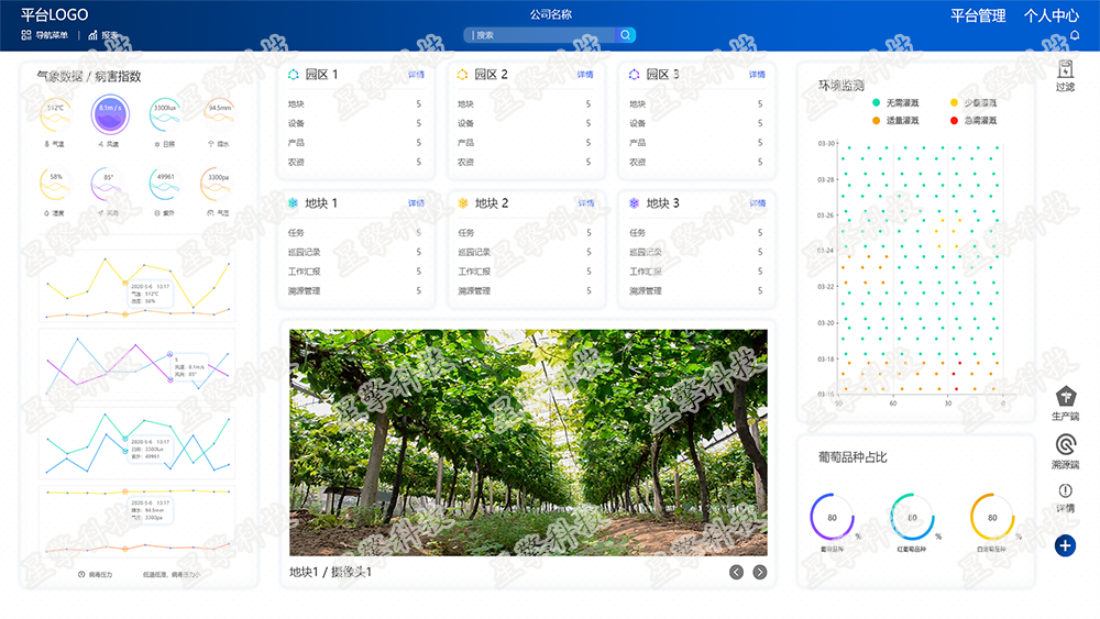 平台LOGO
公司名称
平台管理 个人中心
导航菜单 | 报表
搜索
气象数据 / 病害指数
512℃
8.1m/s
3300lux
94.5mm
气温
风速
日照
降水
58%
85°
49961
3300pa
湿度
风向
紫外
气压
2020-5-6 13:17
气温: 512℃
湿度: 58%
5
风速: 8.1m/s
风向: 85°
2020-5-6 13:17
日照: 3300lux
紫外: 49961
2020-5-6 13:17
降水: 94.5mm
气压: 3300pa
病毒压力
低温低湿，病毒压力小
园区 1 详情
地块 5
设备 5
产品 5
农资 5
园区 2 详情
地块 5
设备 5
产品 5
农资 5
园区 3 详情
地块 5
设备 5
产品 5
农资 5
地块 1 详情
任务 5
巡园记录 5
工作汇报 5
溯源管理 5
地块 2 详情
任务 5
巡园记录 5
工作汇报 5
溯源管理 5
地块 3 详情
任务 5
巡园记录 5
工作汇报 5
溯源管理 5
地块1 / 摄像头1
环境监测
无需灌溉
少量灌溉
适量灌溉
急需灌溉
03-30
03-28
03-26
03-24
03-22
03-20
03-18
03-16
90
60
30
0
葡萄品种占比
80 %
80 %
80 %
葡萄品种
红葡萄品种
白葡萄品种
过滤
生产端
溯源端
详情